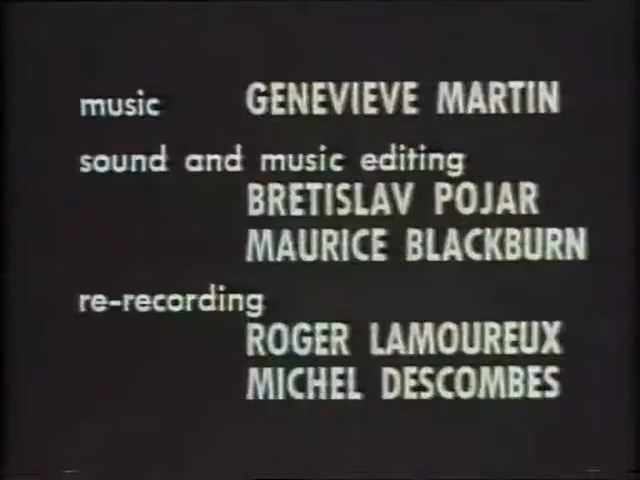 music GENEVIEVE MARTIN
sound and music editing
BRETISLAV POJAR
MAURICE BLACKBURN
re-recording
ROGER LAMOUREUX
MICHEL DESCOMBES